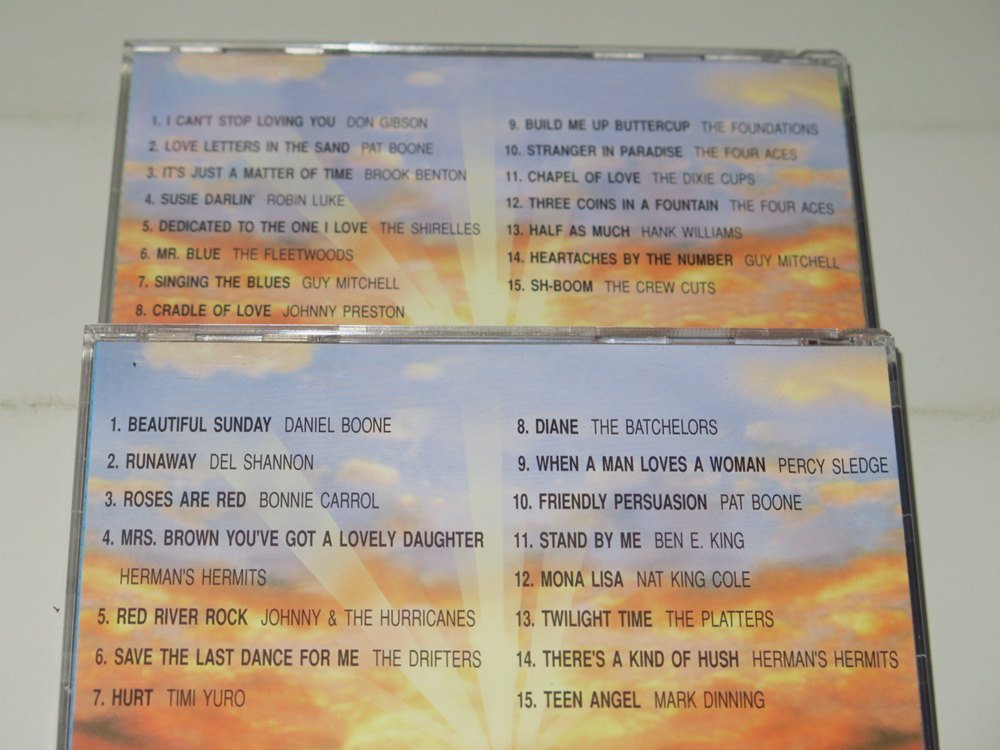 1. I CAN'T STOP LOVING YOU DON GIBSON
2. LOVE LETTERS IN THE SAND PAT BOONE
3. IT'S JUST A MATTER OF TIME BROOK BENTON
4. SUSIE DARLIN' ROBIN LUKE
5. DEDICATED TO THE ONE I LOVE THE SHIRELLES
6. MR. BLUE THE FLEETWOODS
7. SINGING THE BLUES GUY MITCHELL
8. CRADLE OF LOVE JOHNNY PRESTON
9. BUILD ME UP BUTTERCUP THE FOUNDATIONS
10. STRANGER IN PARADISE THE FOUR ACES
11. CHAPEL OF LOVE THE DIXIE CUPS
12. THREE COINS IN A FOUNTAIN THE FOUR ACES
13. HALF AS MUCH HANK WILLIAMS
14. HEARTACHES BY THE NUMBER GUY MITCHELL
15. SH-BOOM THE CREW CUTS
1. BEAUTIFUL SUNDAY DANIEL BOONE
2. RUNAWAY DEL SHANNON
3. ROSES ARE RED BONNIE CARROL
4. MRS. BROWN YOU'VE GOT A LOVELY DAUGHTER
HERMAN'S HERMITS
5. RED RIVER ROCK JOHNNY & THE HURRICANES
6. SAVE THE LAST DANCE FOR ME THE DRIFTERS
7. HURT TIMI YURO
8. DIANE THE BATCHELORS
9. WHEN A MAN LOVES A WOMAN PERCY SLEDGE
10. FRIENDLY PERSUASION PAT BOONE
11. STAND BY ME BEN E. KING
12. MONA LISA NAT KING COLE
13. TWILIGHT TIME THE PLATTERS
14. THERE'S A KIND OF HUSH HERMAN'S HERMITS
15. TEEN ANGEL MARK DINNING